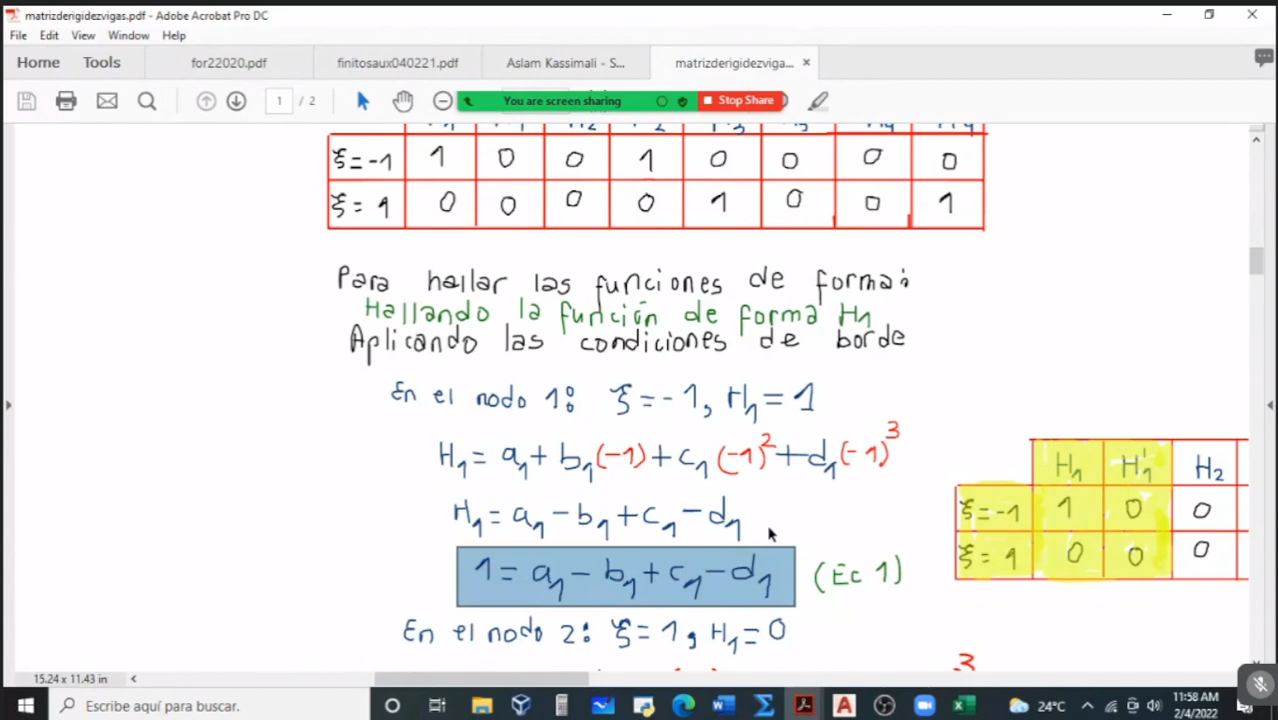 matrizderigidezvigas.pdf - Adobe Acrobat Pro DC
File Edit View Window Help
Home Tools for22020.pdf finitosaux040221.pdf Aslam Kassimali - S... matrizderigidezviga... ×
1 / 2 You are screen sharing Stop Share
ξ=-1 1 0 0 1 0 0 0 0
ξ=1 0 0 0 0 1 0 0 1
Para hallar las funciones de forma:
Hallando la función de forma H₁
Aplicando las condiciones de borde
En el nodo 1: ξ=-1, H₁=1
H₁= a₁+ b₁(-1)+c₁(-1)²+d₁(-1)³
H₁=a₁-b₁+c₁-d₁
1=a₁-b₁+c₁-d₁ (Ec 1)
En el nodo 2: ξ=1, H₁=0
3
H₁ H₁' H₂
ξ=-1 1 0 0
ξ=1 0 0 0
15.24 x 11.43 in
Escribe aquí para buscar.
24°C
11:58 AM
2/4/2022